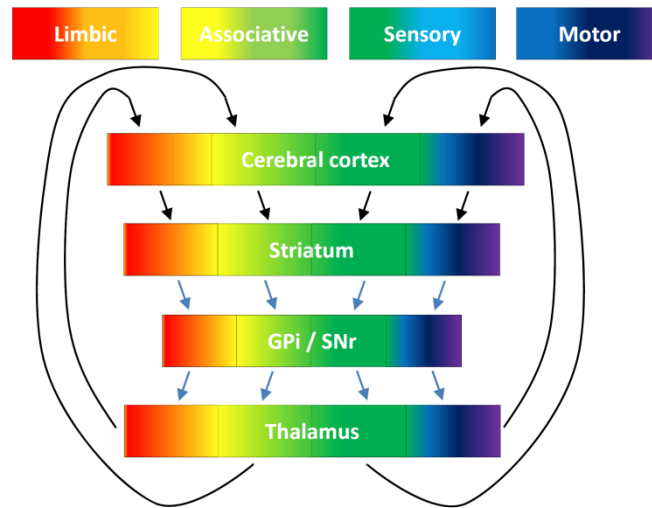 Limbic Associative Sensory Motor
Cerebral cortex
Striatum
GPi / SNr
Thalamus